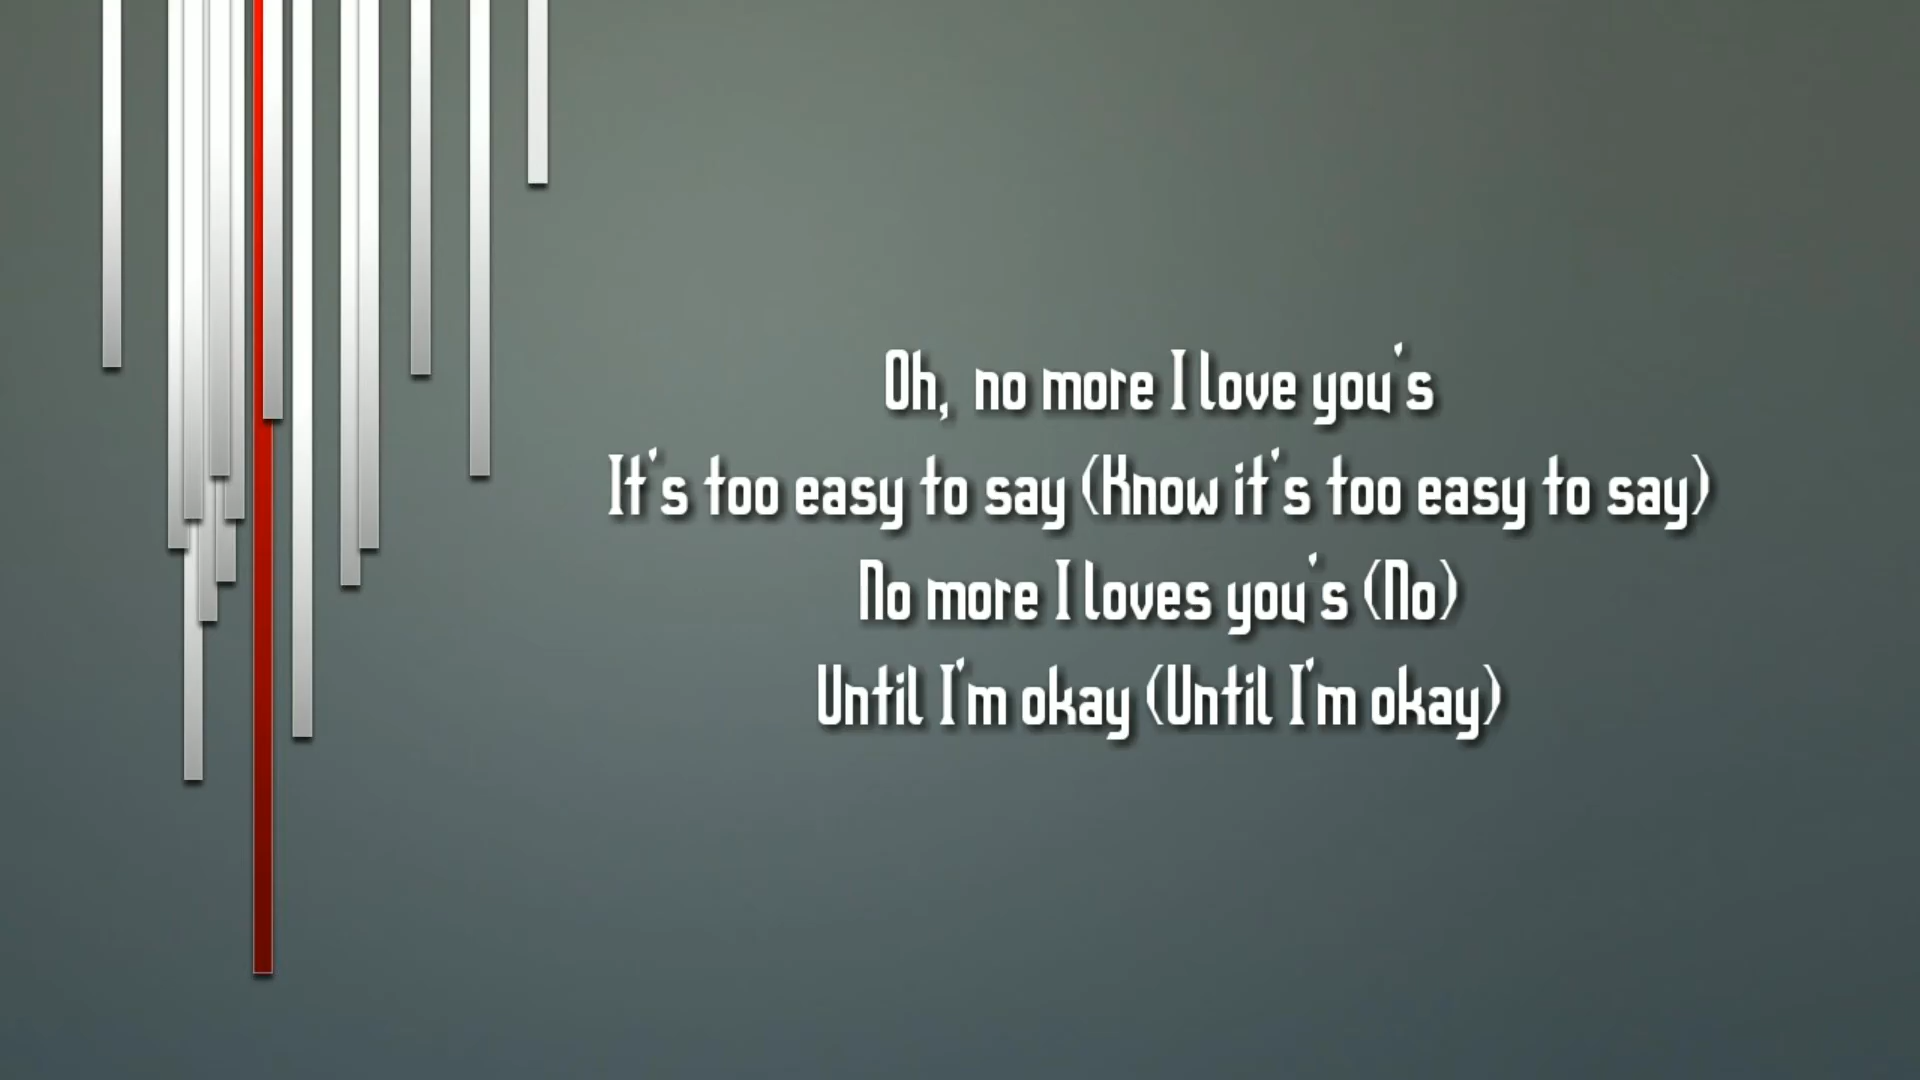 Oh, no more I love you's
It's too easy to say (Know it's too easy to say)
No more I loves you's (No)
Until I'm okay (Until I'm okay)